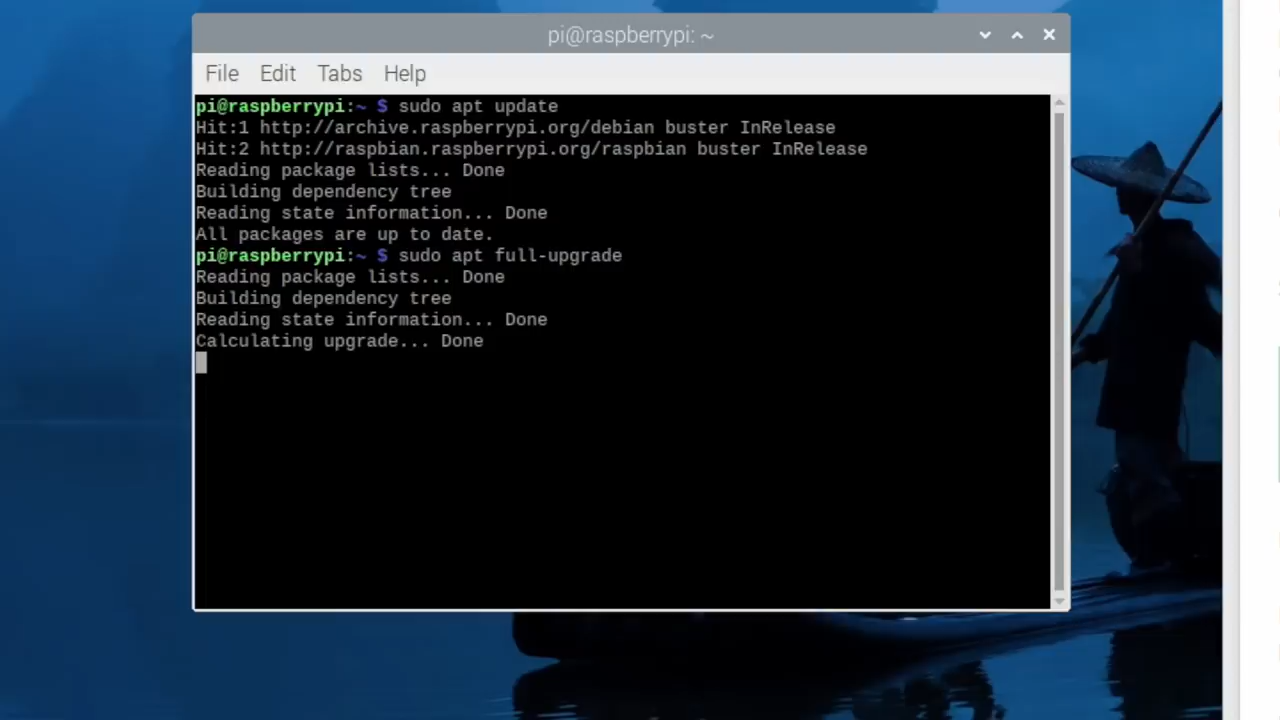 pi@raspberrypi: ~
File Edit Tabs Help
pi@raspberrypi:~ $ sudo apt update
Hit:1 http://archive.raspberrypi.org/debian buster InRelease
Hit:2 http://raspbian.raspberrypi.org/raspbian buster InRelease
Reading package lists... Done
Building dependency tree
Reading state information... Done
All packages are up to date.
pi@raspberrypi:~ $ sudo apt full-upgrade
Reading package lists... Done
Building dependency tree
Reading state information... Done
Calculating upgrade... Done